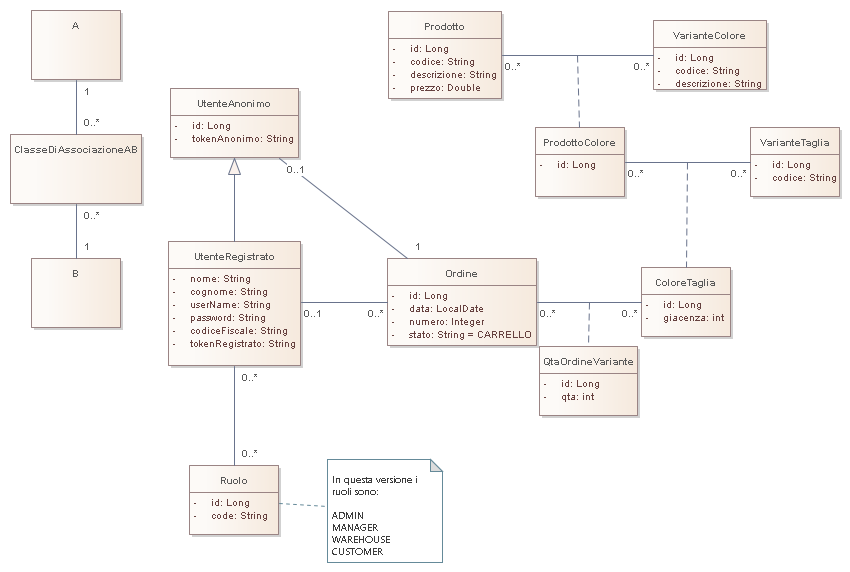 A
1
0..*
ClasseDiAssociazioneAB
0..*
1
B
UtenteAnonimo
- id: Long
- tokenAnonimo: String
0..1
1
UtenteRegistrato
- nome: String
- cognome: String
- userName: String
- password: String
- codiceFiscale: String
- tokenRegistrato: String
0..1
0..*
0..*
0..*
Ruolo
- id: Long
- code: String
In questa versione i
ruoli sono:
ADMIN
MANAGER
WAREHOUSE
CUSTOMER
Ordine
- id: Long
- data: LocalDate
- numero: Integer
- stato: String = CARRELLO
0..*
0..*
QtaOrdineVariante
- id: Long
- qta: int
Prodotto
- id: Long
- codice: String
- descrizione: String
- prezzo: Double
0..*
0..*
VarianteColore
- id: Long
- codice: String
- descrizione: String
ProdottoColore
- id: Long
0..*
0..*
VarianteTaglia
- id: Long
- codice: String
ColoreTaglia
- id: Long
- giacenza: int